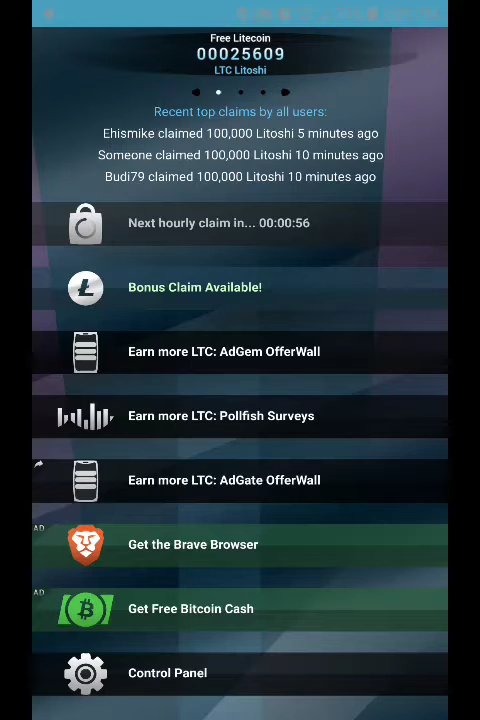 Free Litecoin
00025609
LTC Litoshi
Recent top claims by all users:
Ehismike claimed 100,000 Litoshi 5 minutes ago
Someone claimed 100,000 Litoshi 10 minutes ago
Budi79 claimed 100,000 Litoshi 10 minutes ago
Next hourly claim in... 00:00:56
Bonus Claim Available!
Earn more LTC: AdGem OfferWall
Earn more LTC: Pollfish Surveys
Earn more LTC: AdGate OfferWall
AD
Get the Brave Browser
AD
Get Free Bitcoin Cash
Control Panel